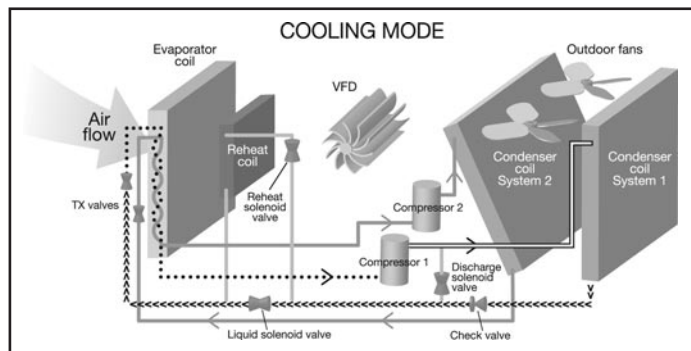 COOLING MODE
Evaporator
coil
Outdoor fans
VFD
Air
flow
Reheat
coil
Reheat
solenoid
valve
Condenser
coil
System 2
Condenser
coil
System 1
TX valves
Compressor 2
Compressor 1
Discharge
solenoid
valve
Liquid solenoid valve
Check valve